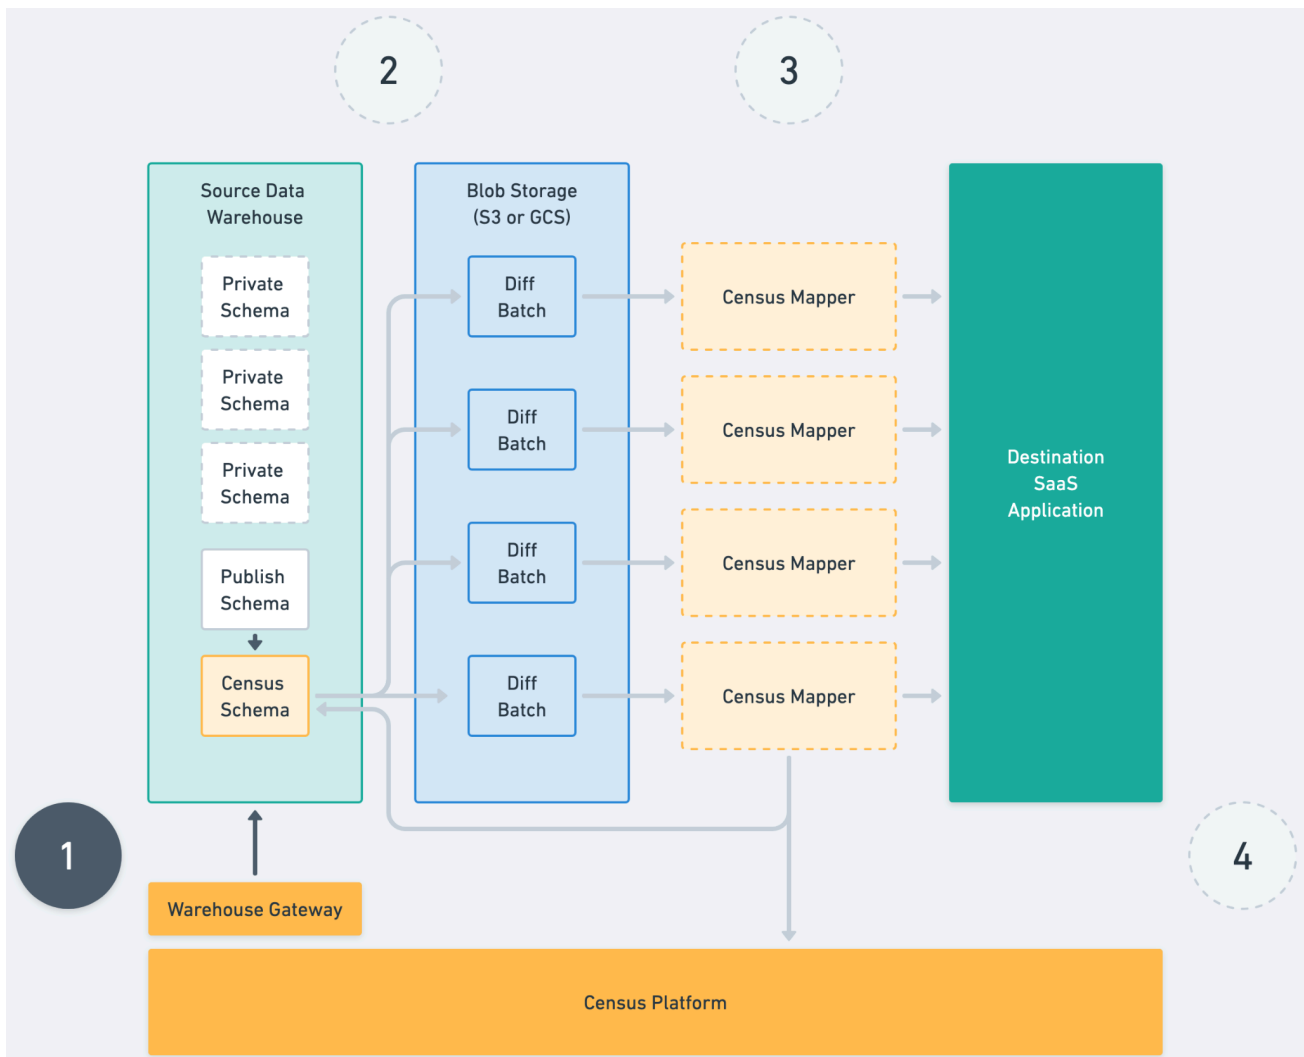 2
3
Source Data
Warehouse
Private
Schema
Private
Schema
Private
Schema
Publish
Schema
Census
Schema
Blob Storage
(S3 or GCS)
Diff
Batch
Diff
Batch
Diff
Batch
Diff
Batch
Census Mapper
Census Mapper
Census Mapper
Census Mapper
Destination
SaaS
Application
1
4
Warehouse Gateway
Census Platform